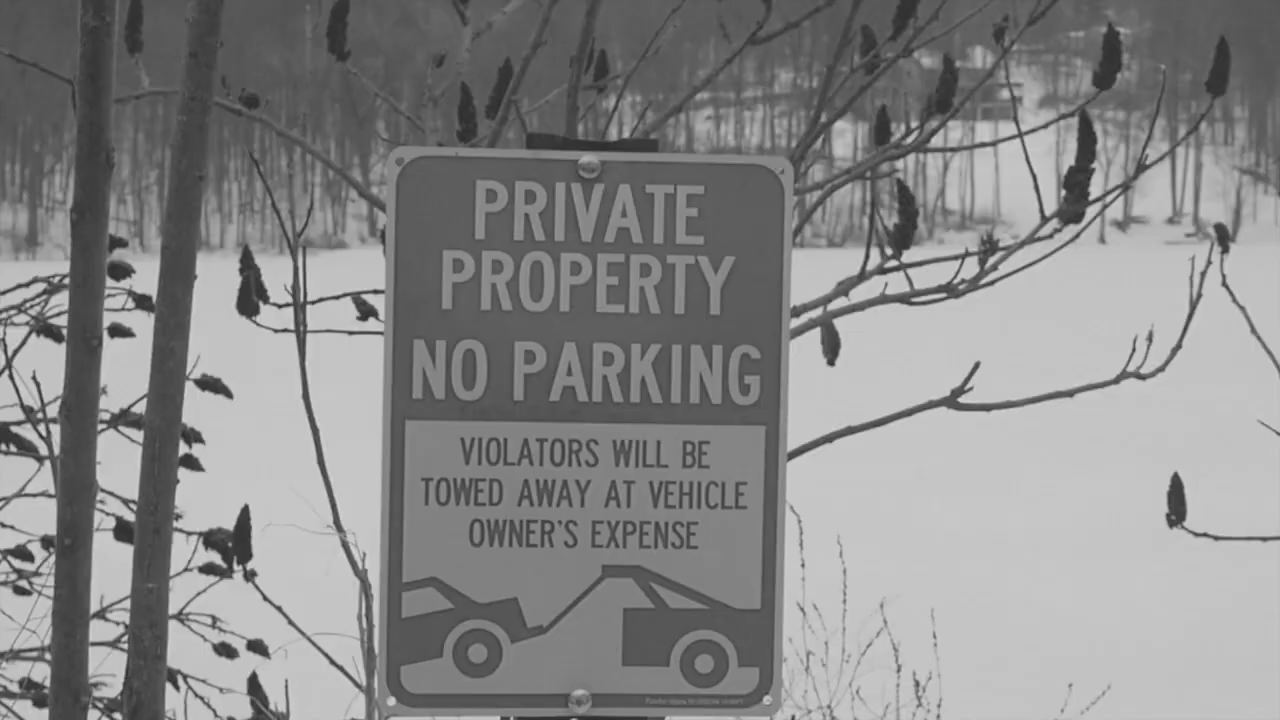 PRIVATE
PROPERTY
NO PARKING
VIOLATORS WILL BE
TOWED AWAY AT VEHICLE
OWNER'S EXPENSE